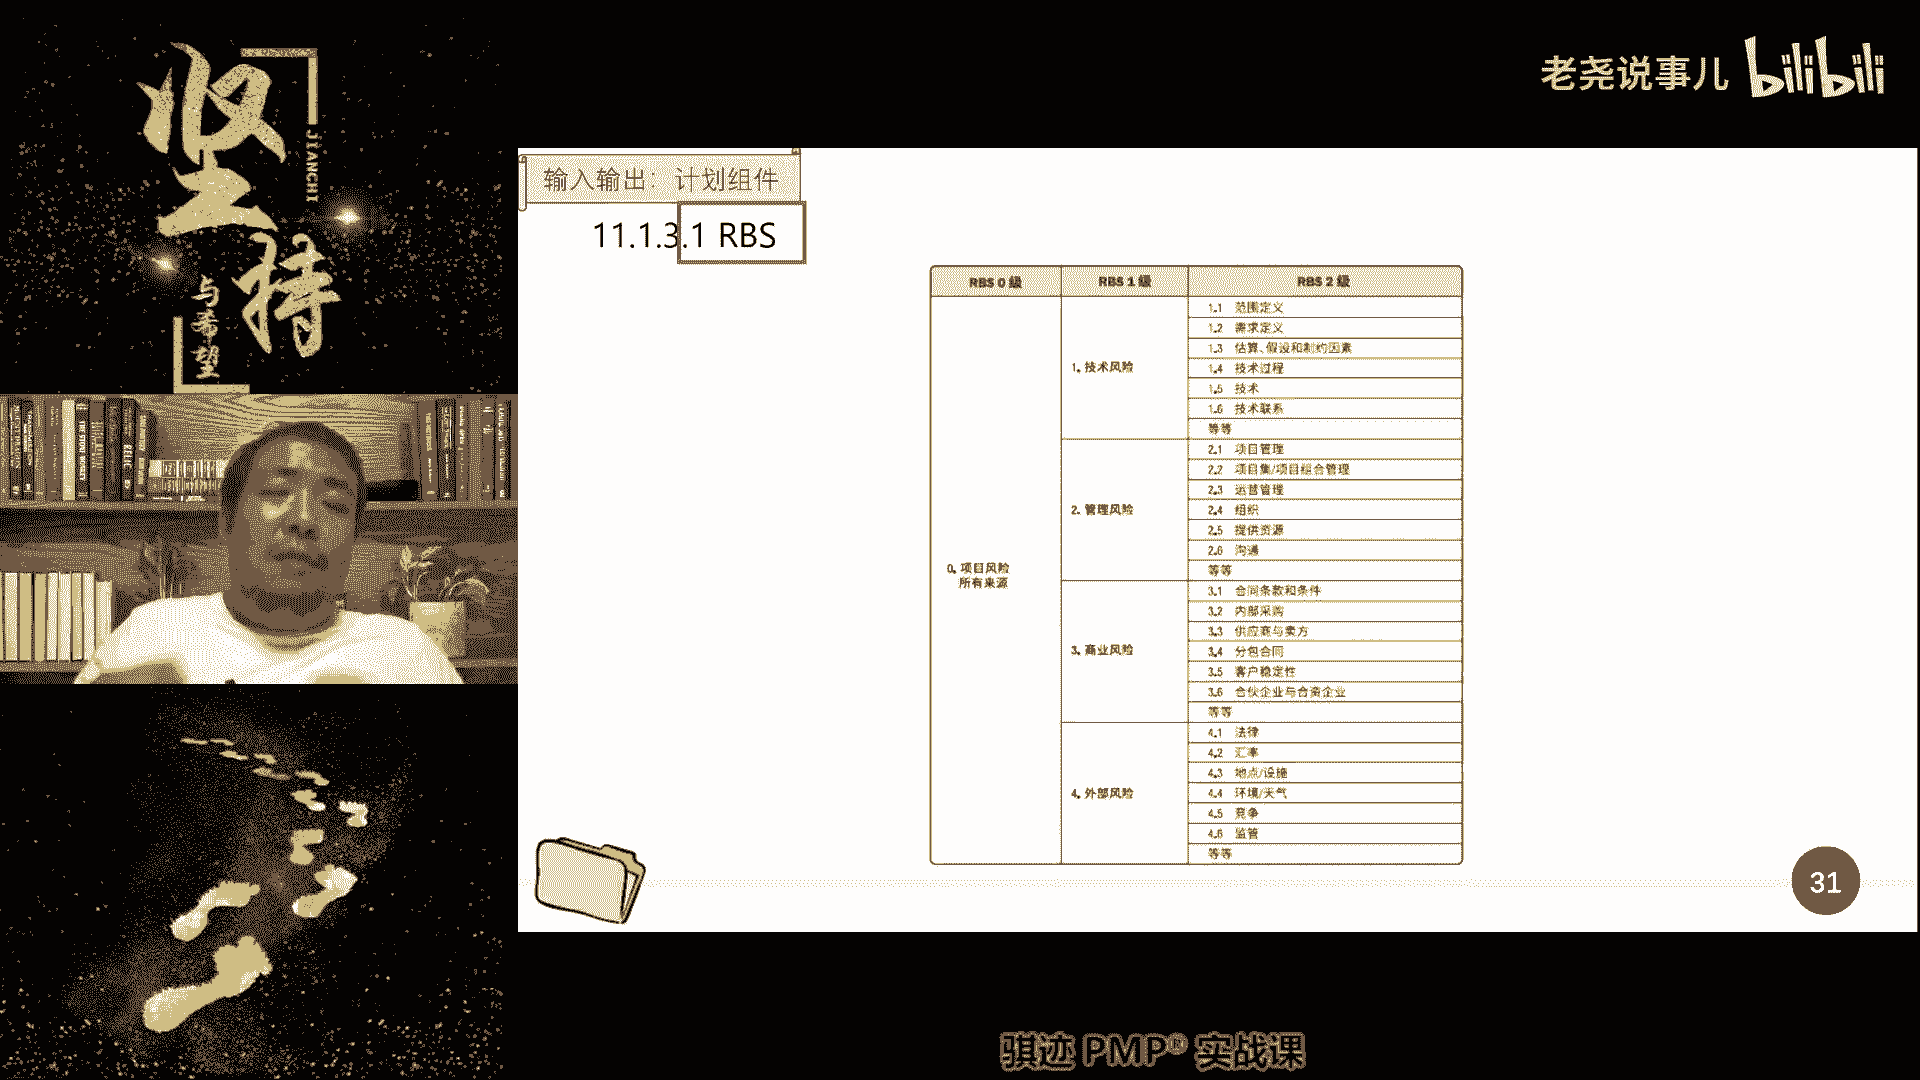 坚持
JIANCHI
与希望
老尧说事儿 bilibili
输入输出：计划组件
11.1.3.1 RBS
RBS 0 级 RBS 1 级 RBS 2 级
0. 项目风险
所有来源
1. 技术风险
1.1 范围定义
1.2 需求定义
1.3 估算、假设和制约因素
1.4 技术过程
1.5 技术
1.6 技术联系
等等
2. 管理风险
2.1 项目管理
2.2 项目集/项目组合管理
2.3 运营管理
2.4 组织
2.5 提供资源
2.6 沟通
等等
3. 商业风险
3.1 合同条款和条件
3.2 内部采购
3.3 供应商与卖方
3.4 分包合同
3.5 客户稳定性
3.6 合伙企业与合资企业
等等
4. 外部风险
4.1 法律
4.2 汇率
4.3 地点/设施
4.4 环境/天气
4.5 竞争
4.6 监管
等等
31
骐迹 PMP® 实战课